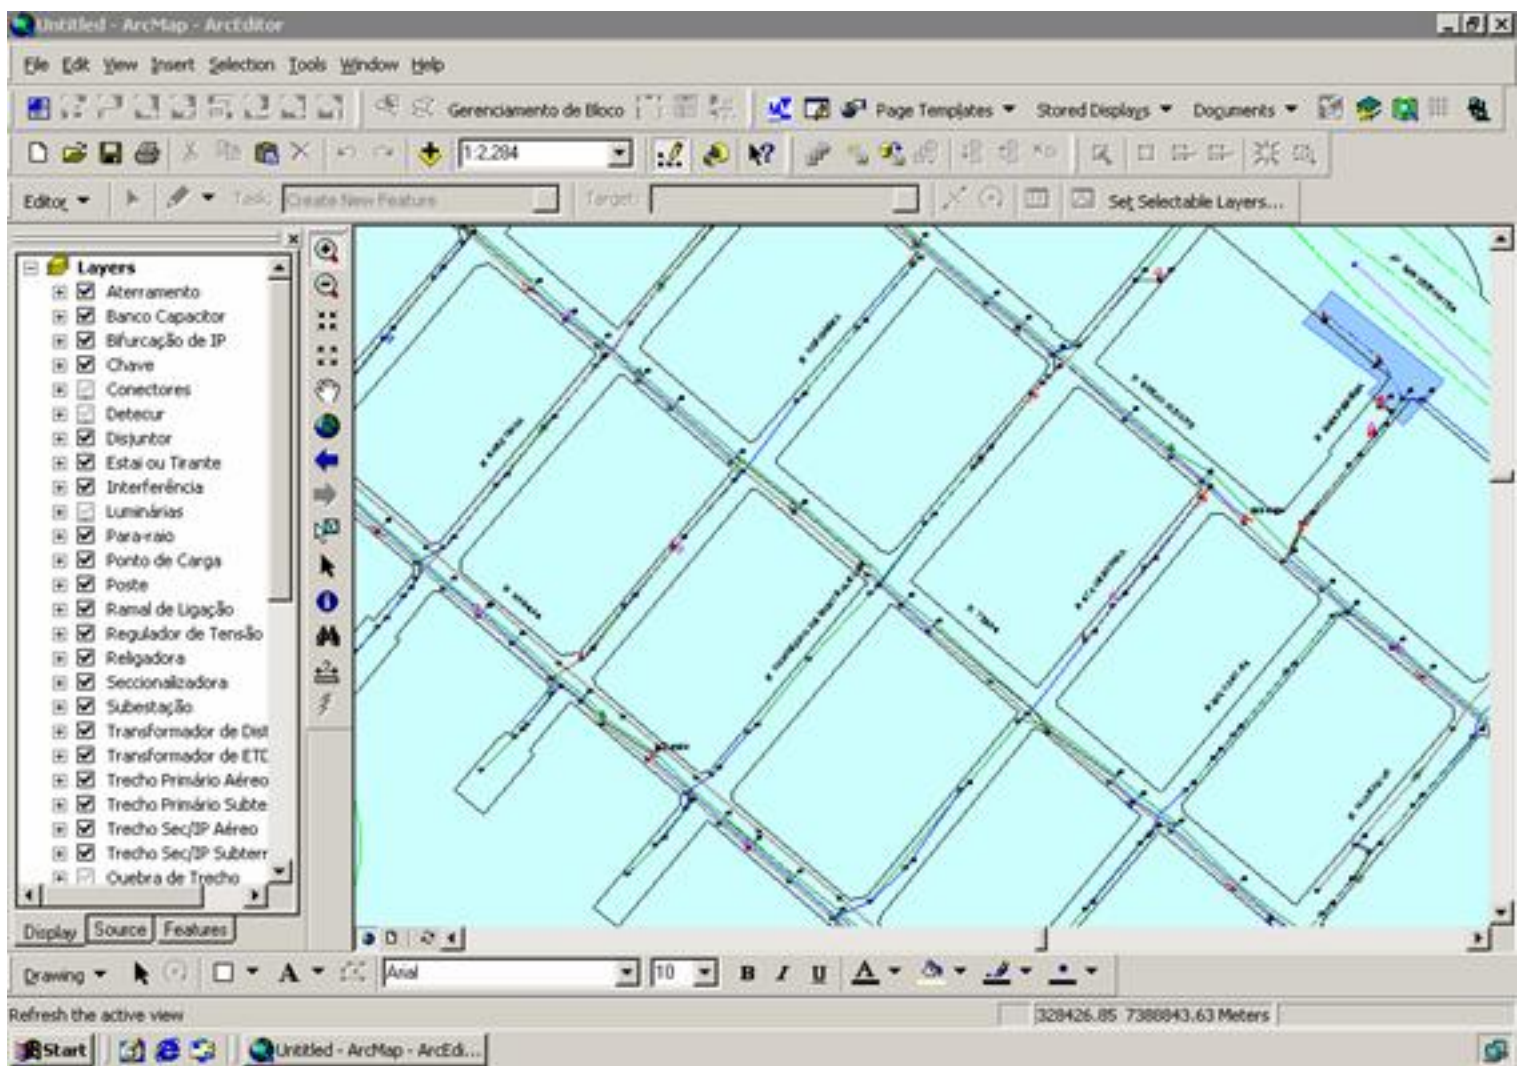 Untitled - ArcMap - ArcEditor
File Edit View Insert Selection Tools Window Help
Gerenciamento de Bloco Page Templates Stored Displays Documents
1:2,284
Editor Task: Create New Feature Target: Set Selectable Layers...
Layers
Aterramento
Banco Capacitor
Bifurcação de IP
Chave
Conectores
Detecur
Disjuntor
Estai ou Tirante
Interferência
Luminárias
Para-raio
Ponto de Carga
Poste
Ramal de Ligação
Regulador de Tensão
Religadora
Seccionalizadora
Subestação
Transformador de Dist
Transformador de ETD
Trecho Primário Aéreo
Trecho Primário Subte
Trecho Sec/IP Aéreo
Trecho Sec/IP Subterr
Quebra de Trecho
Display Source Features
Drawing A Arial 10 B I U A
Refresh the active view
328426.85 7388843.63 Meters
Start Untitled - ArcMap - ArcEdi...